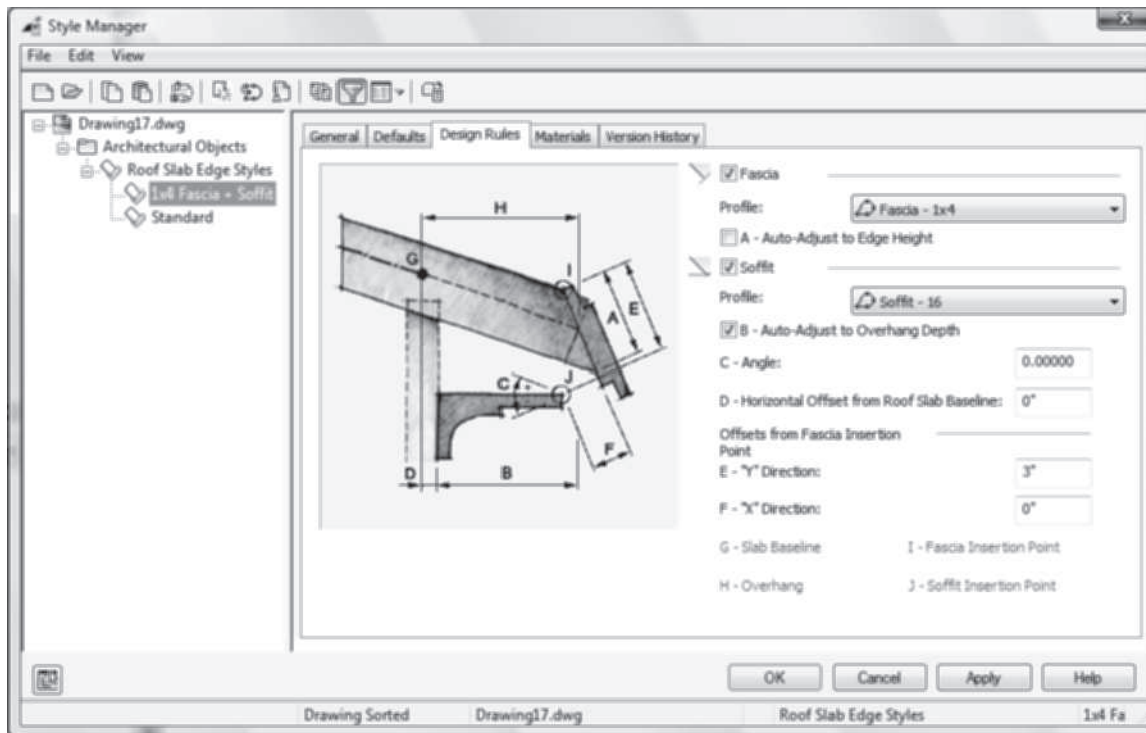 Style Manager
File Edit View
Drawing17.dwg
Architectural Objects
Roof Slab Edge Styles
1x4 Fascia + Soffit
Standard
General Defaults Design Rules Materials Version History
H
G
I
A
E
C
J
F
D
B
Fascia
Profile: Fascia - 1x4
A - Auto-Adjust to Edge Height
Soffit
Profile: Soffit - 16
B - Auto-Adjust to Overhang Depth
C - Angle: 0.00000
D - Horizontal Offset from Roof Slab Baseline: 0"
Offsets from Fascia Insertion
Point
E - "Y" Direction: 3"
F - "X" Direction: 0"
G - Slab Baseline I - Fascia Insertion Point
H - Overhang J - Soffit Insertion Point
OK Cancel Apply Help
Drawing Sorted Drawing17.dwg Roof Slab Edge Styles 1x4 Fa